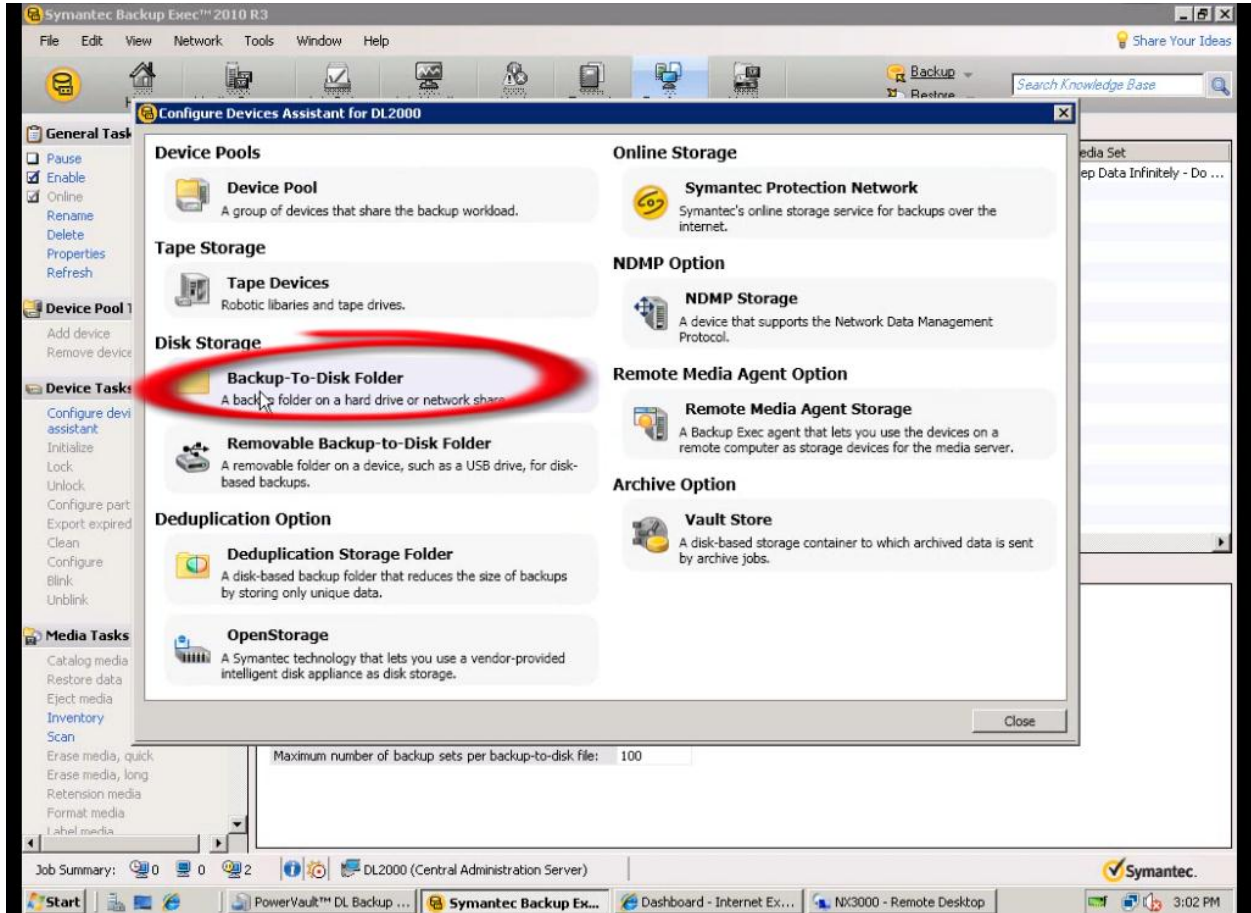 Symantec Backup Exec™ 2010 R3
File Edit View Network Tools Window Help
Share Your Ideas
Backup
Restore
Search Knowledge Base
Configure Devices Assistant for DL2000
General Task
Pause
Enable
Online
Rename
Delete
Properties
Refresh
Device Pool T
Add device
Remove device
Device Tasks
Configure devi
assistant
Initialize
Lock
Unlock
Configure part
Export expired
Clean
Configure
Blink
Unblink
Media Tasks
Catalog media
Restore data
Eject media
Inventory
Scan
Erase media, quick
Erase media, long
Retension media
Format media
Label media
Device Pools
Device Pool
A group of devices that share the backup workload.
Tape Storage
Tape Devices
Robotic libaries and tape drives.
Disk Storage
Backup-To-Disk Folder
A backup folder on a hard drive or network share.
Removable Backup-to-Disk Folder
A removable folder on a device, such as a USB drive, for disk-
based backups.
Deduplication Option
Deduplication Storage Folder
A disk-based backup folder that reduces the size of backups
by storing only unique data.
OpenStorage
A Symantec technology that lets you use a vendor-provided
intelligent disk appliance as disk storage.
Online Storage
Symantec Protection Network
Symantec's online storage service for backups over the
internet.
NDMP Option
NDMP Storage
A device that supports the Network Data Management
Protocol.
Remote Media Agent Option
Remote Media Agent Storage
A Backup Exec agent that lets you use the devices on a
remote computer as storage devices for the media server.
Archive Option
Vault Store
A disk-based storage container to which archived data is sent
by archive jobs.
Close
edia Set
ep Data Infinitely - Do ...
Maximum number of backup sets per backup-to-disk file: 100
Job Summary: 0 0 2 DL2000 (Central Administration Server)
Symantec.
Start PowerVault™ DL Backup ... Symantec Backup Ex... Dashboard - Internet Ex... NX3000 - Remote Desktop 3:02 PM